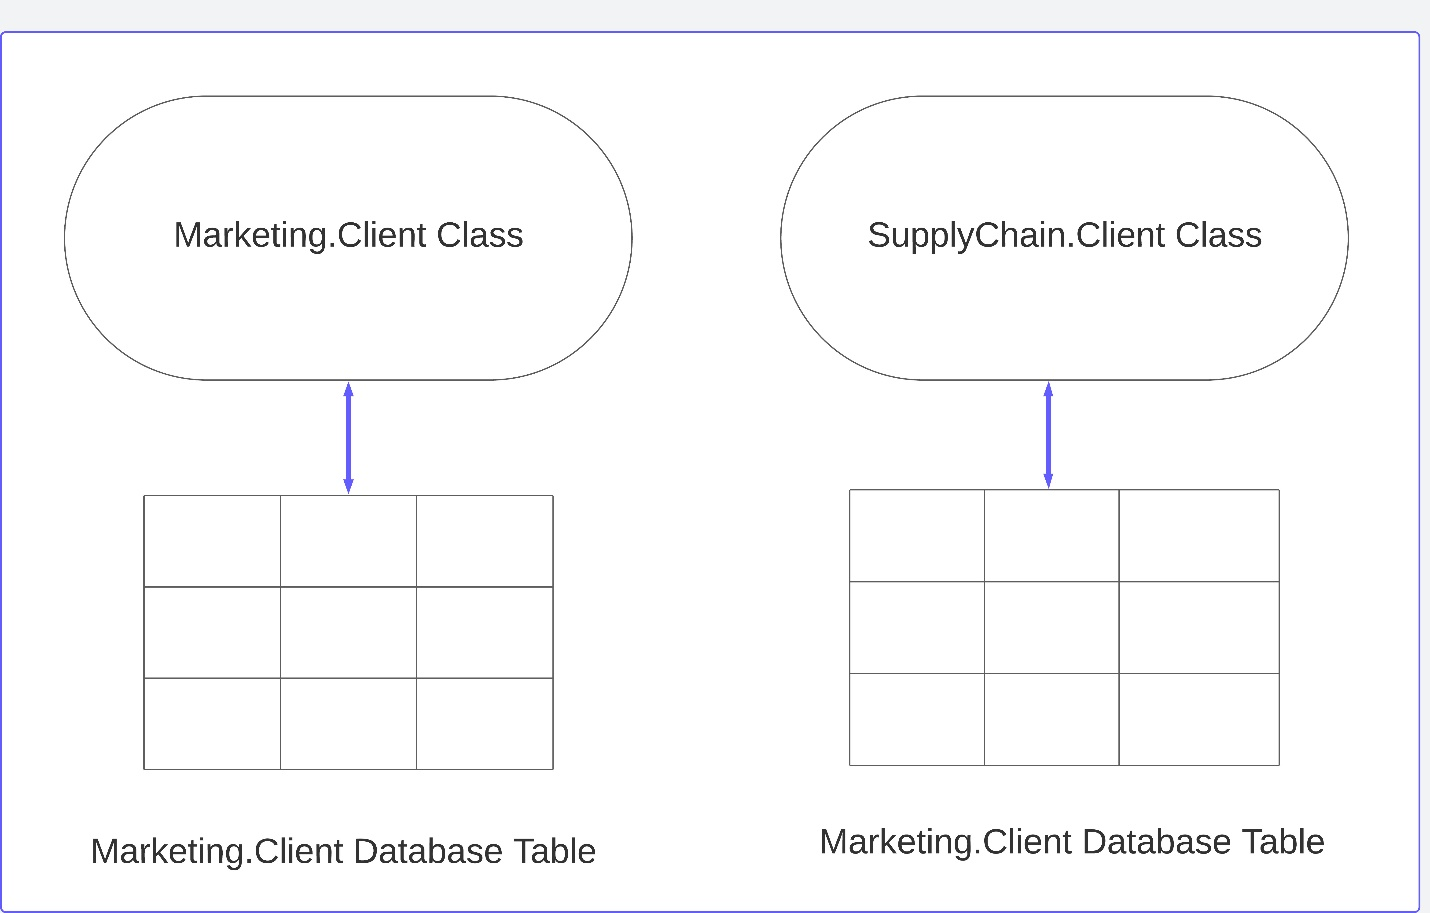 Marketing.Client Class
SupplyChain.Client Class
Marketing.Client Database Table
Marketing.Client Database Table